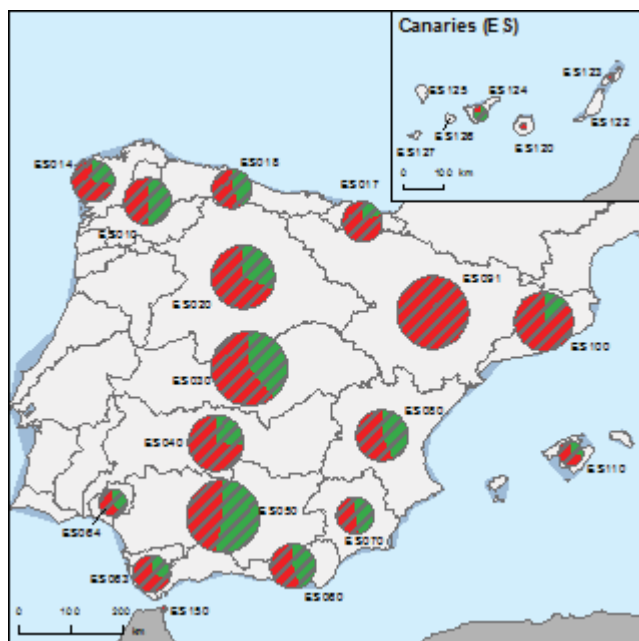 Canaries (ES)
ES123
ES125
ES124
ES122
ES126
ES120
ES127
0 100 km
ES014
ES018
ES017
ES010
ES091
ES020
ES100
ES030
ES080
ES040
ES110
ES050
ES064
ES070
ES063
ES060
ES150
0 100 200
km